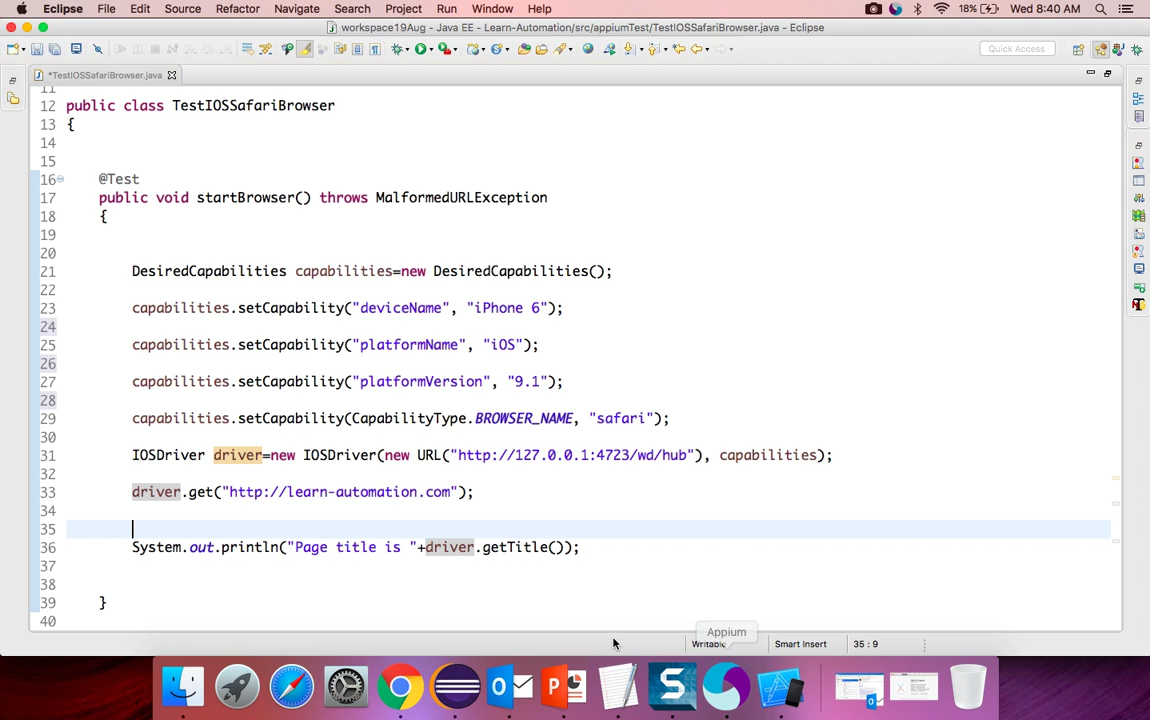 Eclipse File Edit Source Refactor Navigate Search Project Run Window Help 18% Wed 8:40 AM
workspace19Aug - Java EE - Learn-Automation/src/appiumTest/TestIOSSafariBrowser.java - Eclipse
Quick Access
*TestIOSSafariBrowser.java
11
12 public class TestIOSSafariBrowser
13 {
14
15
16 @Test
17 public void startBrowser() throws MalformedURLException
18 {
19
20
21 DesiredCapabilities capabilities=new DesiredCapabilities();
22
23 capabilities.setCapability("deviceName", "iPhone 6");
24
25 capabilities.setCapability("platformName", "iOS");
26
27 capabilities.setCapability("platformVersion", "9.1");
28
29 capabilities.setCapability(CapabilityType.BROWSER_NAME, "safari");
30
31 IOSDriver driver=new IOSDriver(new URL("http://127.0.0.1:4723/wd/hub"), capabilities);
32
33 driver.get("http://learn-automation.com");
34
35
36 System.out.println("Page title is "+driver.getTitle());
37
38
39 }
40
Appium
Writable Smart Insert 35 : 9